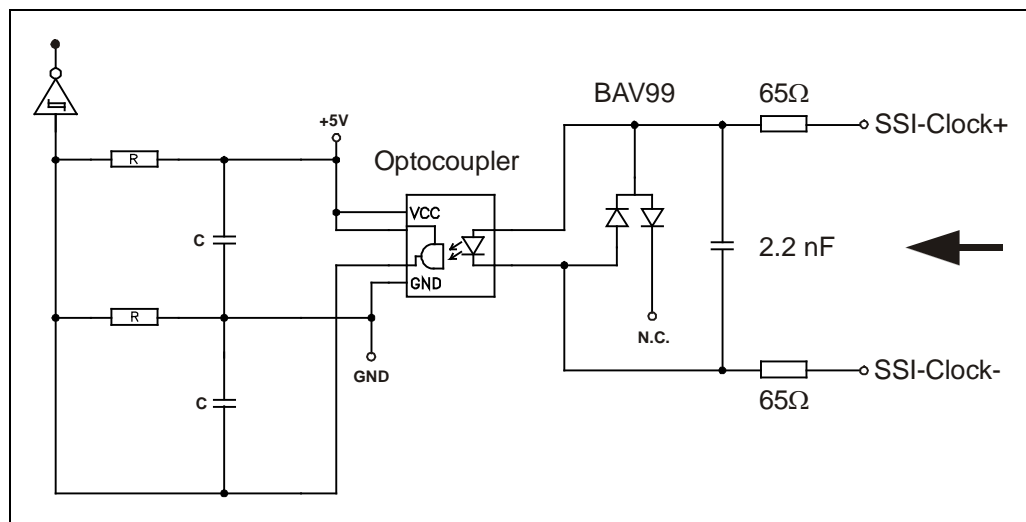 BAV99
65Ω
SSI-Clock+
+5V
Optocoupler
R
VCC
C
2.2 nF
GND
R
N.C.
GND
SSI-Clock-
65Ω
C